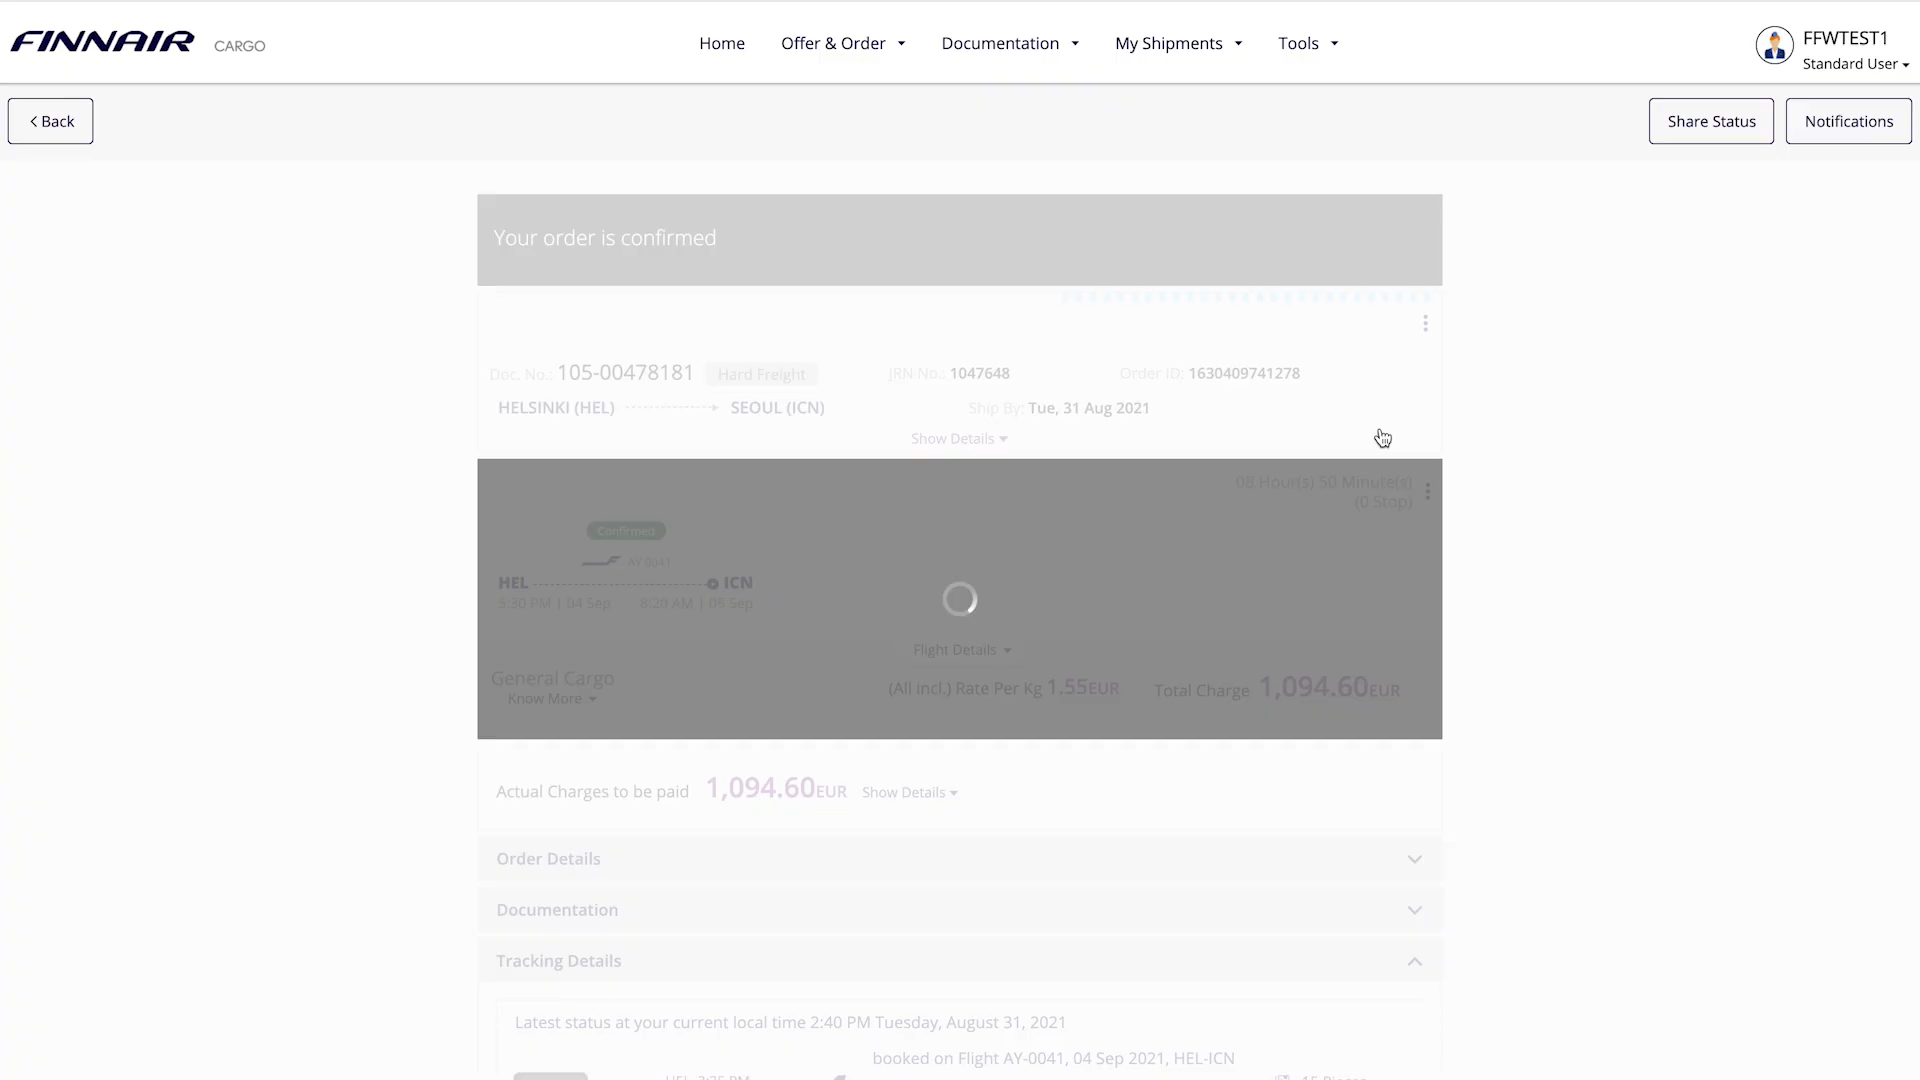 FINNAIR CARGO
Home Offer & Order Documentation My Shipments Tools
FFWTEST1
Standard User
Back
Share Status Notifications
Your order is confirmed
Doc. No.: 105-00478181 Hard Freight JRN No.: 1047648 Order ID: 1630409741278
HELSINKI (HEL) SEOUL (ICN) Ship By: Tue, 31 Aug 2021
Show Details
08 Hour(s) 50 Minute(s)
(0 Stop)
Confirmed
AY 0041
HEL ICN
5:30 PM | 04 Sep 8:20 AM | 05 Sep
Flight Details
General Cargo
Know More
(All Incl.) Rate Per Kg 1.55EUR Total Charge 1,094.60EUR
Actual Charges to be paid 1,094.60EUR Show Details
Order Details
Documentation
Tracking Details
Latest status at your current local time 2:40 PM Tuesday, August 31, 2021
booked on Flight AY-0041, 04 Sep 2021, HEL-ICN